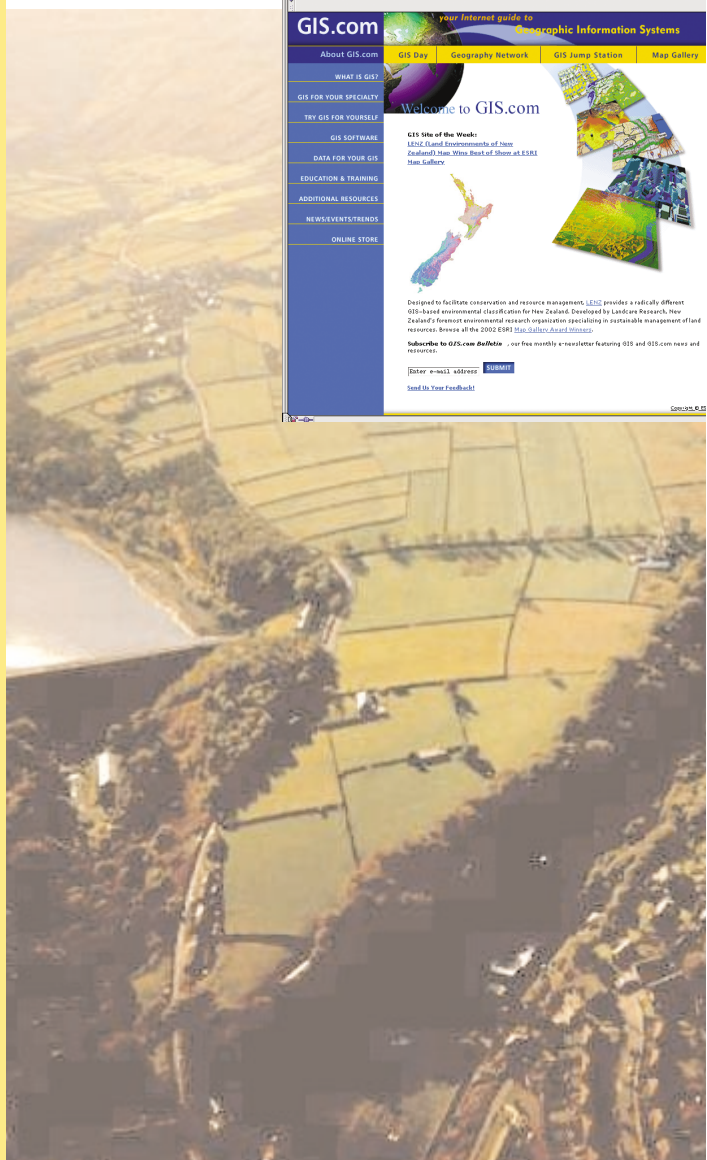 GIS.com
your Internet guide to
Geographic Information Systems
About GIS.com
GIS Day
Geography Network
GIS Jump Station
Map Gallery
WHAT IS GIS?
GIS FOR YOUR SPECIALTY
TRY GIS FOR YOURSELF
GIS SOFTWARE
DATA FOR YOUR GIS
EDUCATION & TRAINING
ADDITIONAL RESOURCES
NEWS/EVENTS/TRENDS
ONLINE STORE
Welcome to GIS.com
GIS Site of the Week:
LENZ (Land Environments of New
Zealand) Map Wins Best of Show at ESRI
Map Gallery
Designed to facilitate conservation and resource management, LENZ provides a radically different
GIS-based environmental classification for New Zealand. Developed by Landcare Research, New
Zealand's foremost environmental research organization specializing in sustainable management of land
resources. Browse all the 2002 ESRI Map Gallery Award Winners.
Subscribe to GIS.com Bulletin , our free monthly e-newsletter featuring GIS and GIS.com news and
resources.
Enter e-mail address SUBMIT
Send Us Your Feedback!
Copyright © ES